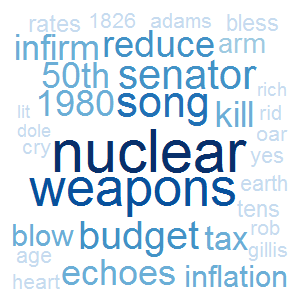 rates 1826 adams bless
infirm reduce arm
50th senator
1980 song kill rich
lit rid
dole oar
cry nuclear yes
weapons earth
tens
blow budget tax rob
age gillis
heart echoes inflation